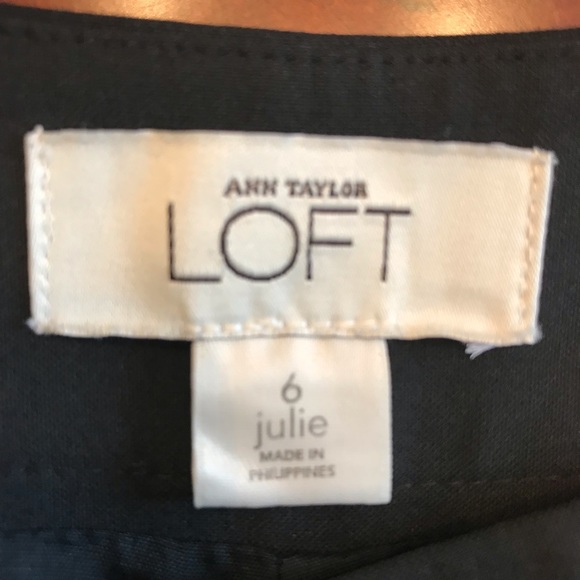 ANN TAYLOR
LOFT
6
julie
MADE IN
PHILIPPINES